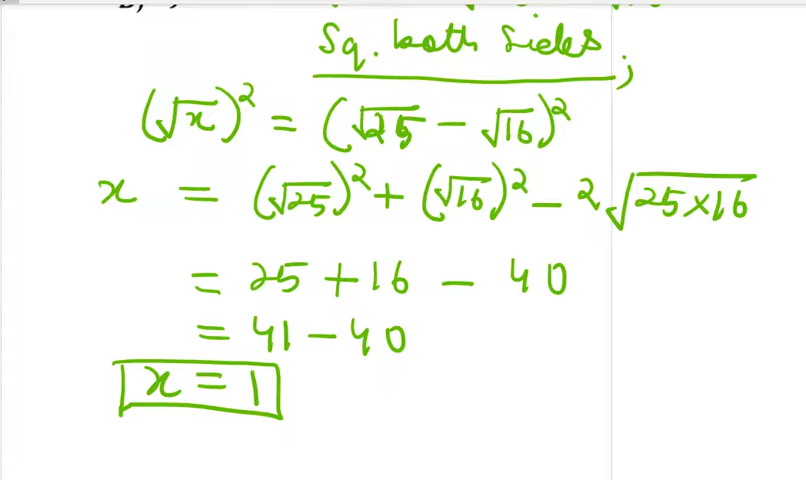 Sq. both sides;
(√x)² = (√25 − √16)²
x = (√25)² + (√16)² − 2√25×16
= 25 + 16 − 40
= 41 − 40
x = 1